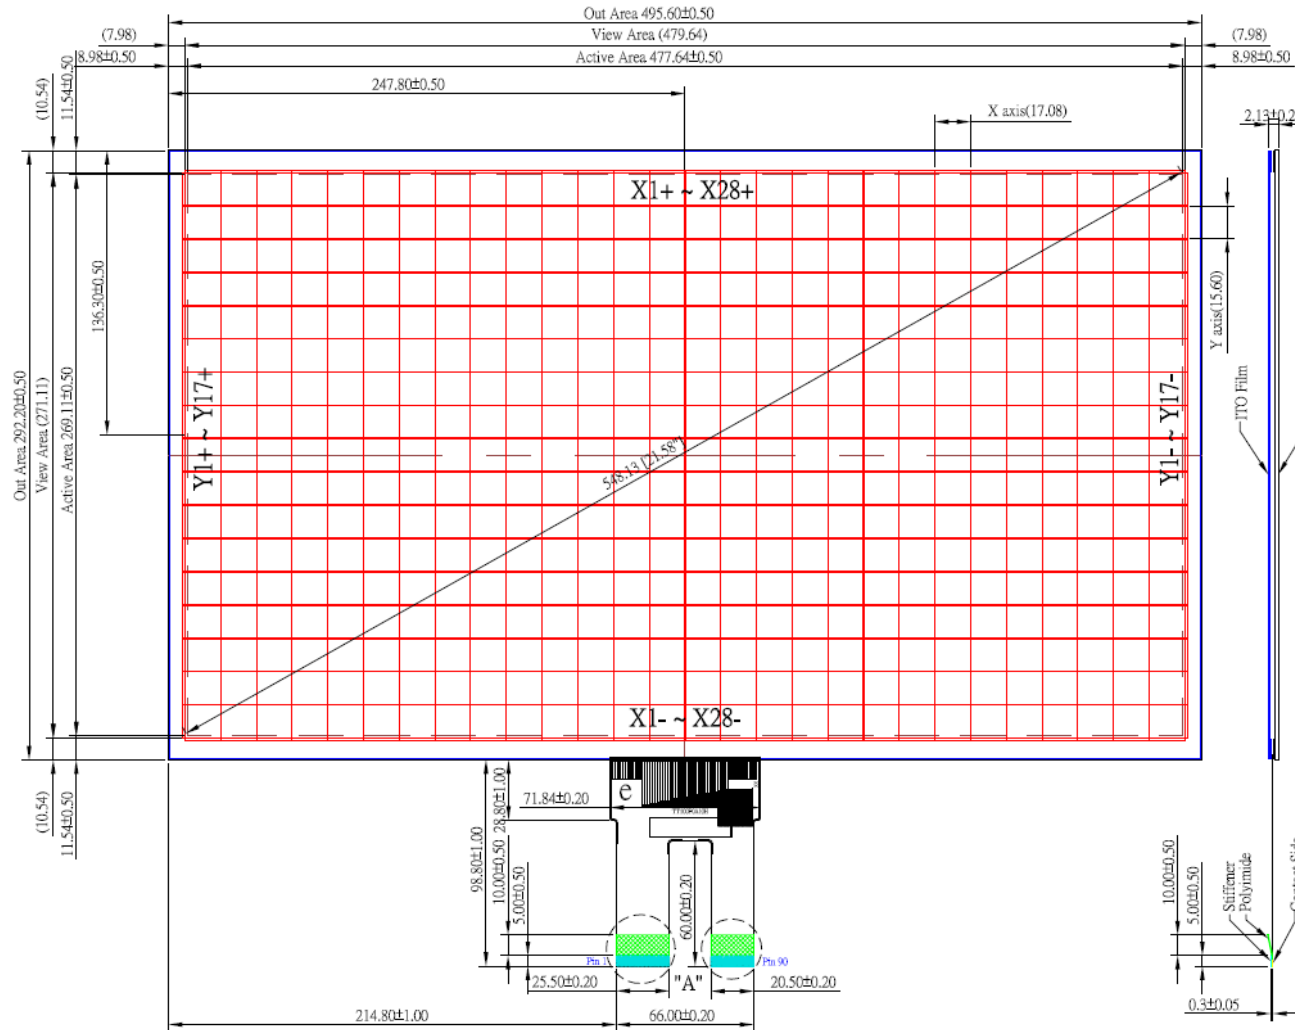 Out Area 495.60±0.50
(7.98)
View Area (479.64)
(7.98)
8.98±0.50
Active Area 477.64±0.50
8.98±0.50
247.80±0.50
X axis(17.08)
2.13±0.2
(10.54)
11.54±0.50
X1+ ~ X28+
136.30±0.50
Y axis(15.60)
Out Area 292.20±0.50
View Area (271.11)
Active Area 269.11±0.50
Y1+ ~ Y17+
548.13 [21.58"]
Y1- ~ Y17-
ITO Film
X1- ~ X28-
(10.54)
11.54±0.50
71.84±0.20
e
28.80±1.00
98.80±1.00
10.00±0.50
5.00±0.50
60.00±0.20
Stiffener
Polyimide
10.00±0.50
5.00±0.50
Pin 1
Pin 90
25.50±0.20
"A"
20.50±0.20
0.3±0.05
214.80±1.00
66.00±0.20